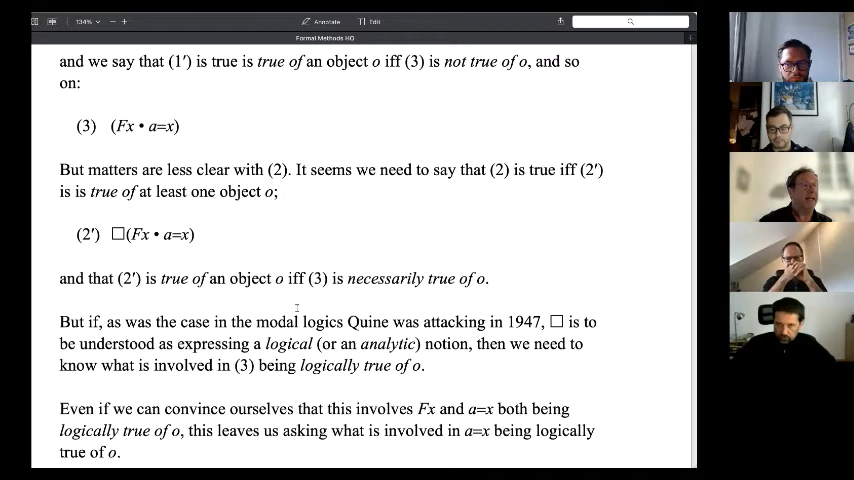 134%
Annotate
Edit
Formal Methods HQ
and we say that (1′) is true is true of an object o iff (3) is not true of o, and so
on:
(3) (Fx • a=x)
But matters are less clear with (2). It seems we need to say that (2) is true iff (2′)
is is true of at least one object o;
(2′) □(Fx • a=x)
and that (2′) is true of an object o iff (3) is necessarily true of o.
But if, as was the case in the modal logics Quine was attacking in 1947, □ is to
be understood as expressing a logical (or an analytic) notion, then we need to
know what is involved in (3) being logically true of o.
Even if we can convince ourselves that this involves Fx and a=x both being
logically true of o, this leaves us asking what is involved in a=x being logically
true of o.